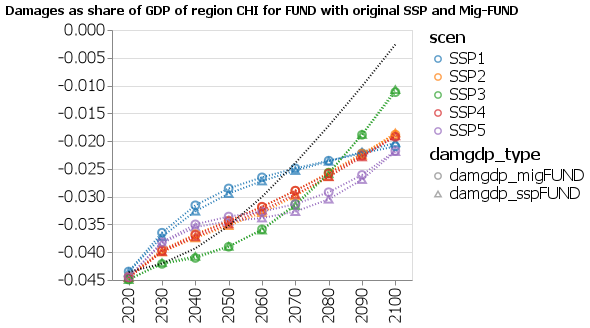 Damages as share of GDP of region CHI for FUND with original SSP and Mig-FUND
0.000
-0.005
-0.010
-0.015
-0.020
-0.025
-0.030
-0.035
-0.040
-0.045
2020
2030
2040
2050
2060
2070
2080
2090
2100
scen
SSP1
SSP2
SSP3
SSP4
SSP5
damgdp_type
damgdp_migFUND
damgdp_sspFUND